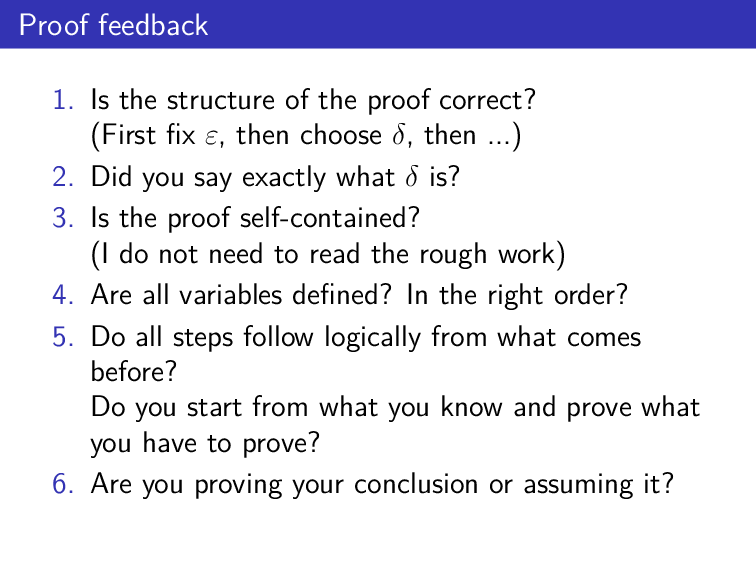 Proof feedback
1. Is the structure of the proof correct?
(First fix ε, then choose δ, then ...)
2. Did you say exactly what δ is?
3. Is the proof self-contained?
(I do not need to read the rough work)
4. Are all variables defined? In the right order?
5. Do all steps follow logically from what comes
before?
Do you start from what you know and prove what
you have to prove?
6. Are you proving your conclusion or assuming it?